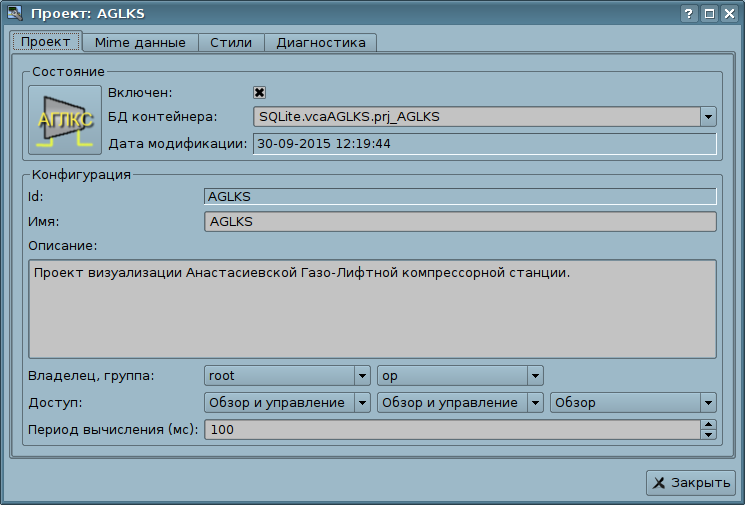 Проект: AGLKS
Проект Mime данные Стили Диагностика
Состояние
АГЛКС
Включен:
БД контейнера: SQLite.vcaAGLKS.prj_AGLKS
Дата модификации: 30-09-2015 12:19:44
Конфигурация
Id: AGLKS
Имя: AGLKS
Описание:
Проект визуализации Анастасиевской Газо-Лифтной компрессорной станции.
Владелец, группа: root op
Доступ: Обзор и управление Обзор и управление Обзор
Период вычисления (мс): 100
Закрыть